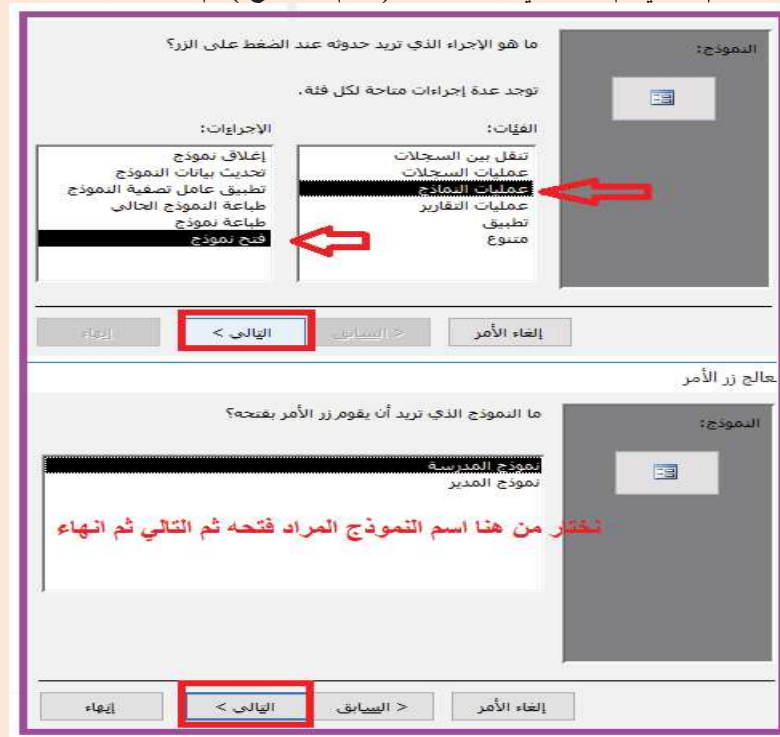 ما هو الإجراء الذي تريد حدوثه عند الضغط على الزر؟
النموذج:
توجد عدة إجراءات متاحة لكل فئة.
الفئات:
الإجراءات:
تنقل بين السجلات
عمليات السجلات
عمليات النماذج
عمليات التقارير
تطبيق
متنوع
إغلاق نموذج
تحديث بيانات النموذج
تطبيق عامل تصفية النموذج
طباعة النموذج الحالي
طباعة نموذج
فتح نموذج
إلغاء الأمر
< السابق
التالي >
إنهاء
معالج زر الأمر
ما النموذج الذي تريد أن يقوم زر الأمر بفتحه؟
النموذج:
نموذج المدرسة
نموذج المدير
نختار من هنا اسم النموذج المراد فتحه ثم التالي ثم انهاء
إلغاء الأمر
< السابق
التالي >
إنهاء